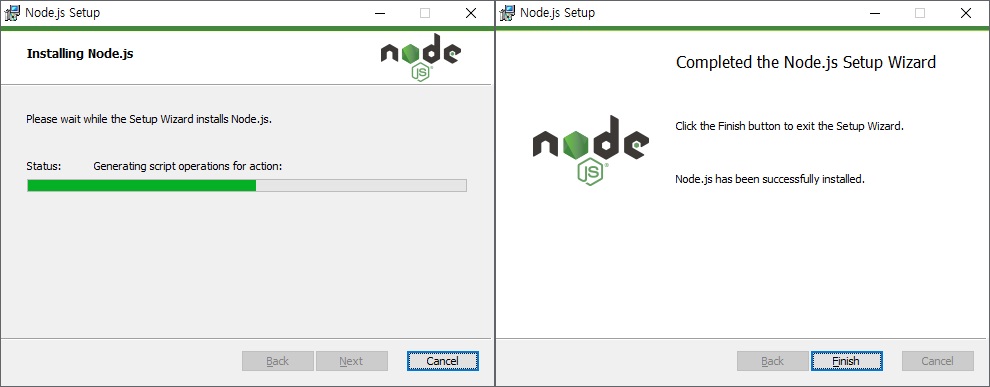 Node.js Setup
Installing Node.js
node
JS
Please wait while the Setup Wizard installs Node.js.
Status: Generating script operations for action:
Back Next Cancel
Node.js Setup
Completed the Node.js Setup Wizard
node
JS
Click the Finish button to exit the Setup Wizard.
Node.js has been successfully installed.
Back Finish Cancel